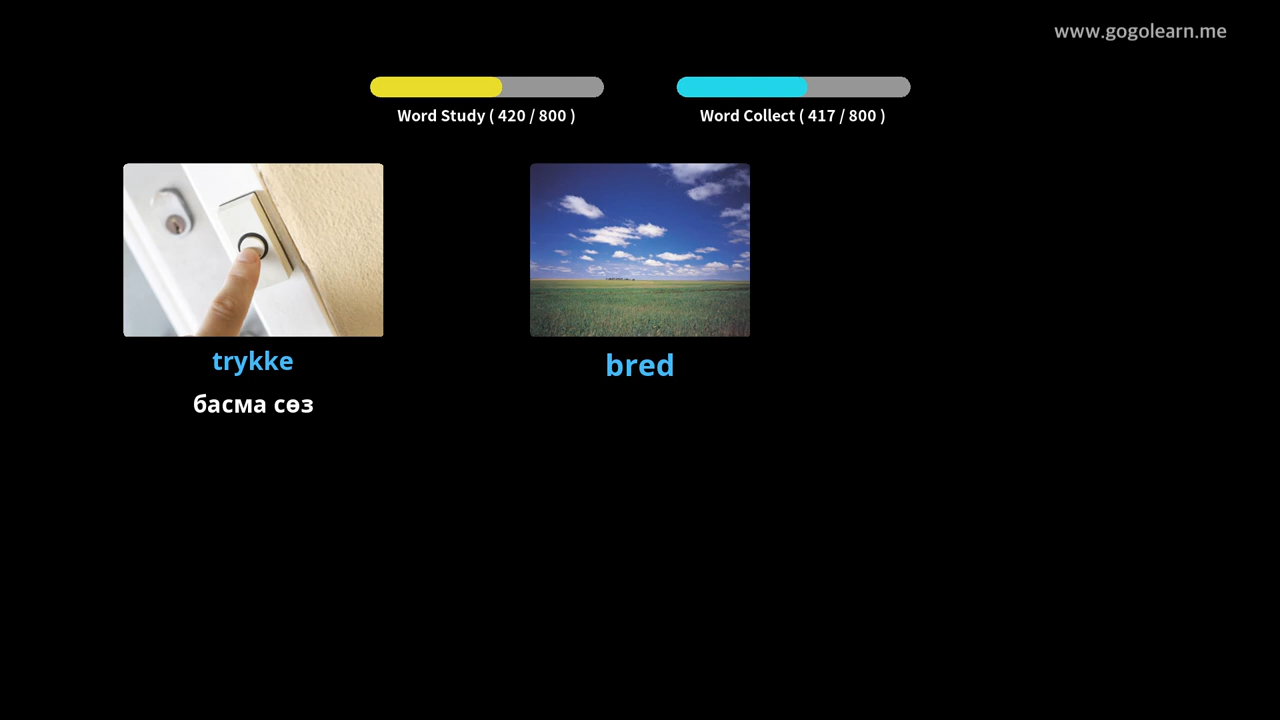 www.gogolearn.me
Word Study ( 420 / 800 )
Word Collect ( 417 / 800 )
trykke
басма сөз
bred